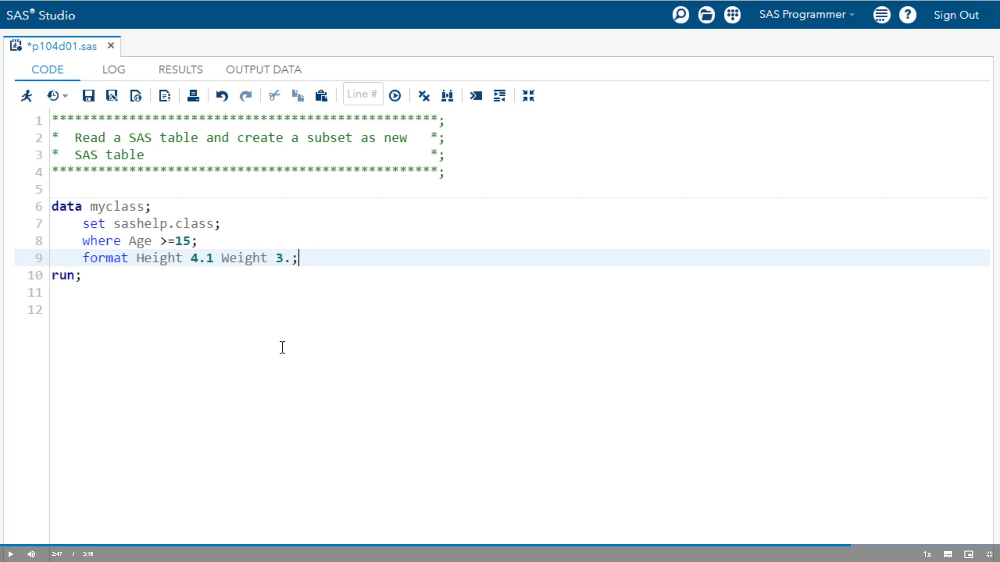 SAS® Studio
SAS Programmer
Sign Out
*p104d01.sas
CODE LOG RESULTS OUTPUT DATA
Line #
1 **************************************************;
2 *  Read a SAS table and create a subset as new   *;
3 *  SAS table                                     *;
4 **************************************************;
5
6 data myclass;
7     set sashelp.class;
8     where Age >=15;
9     format Height 4.1 Weight 3.;
10 run;
11
12
2:47 / 3:16
1x